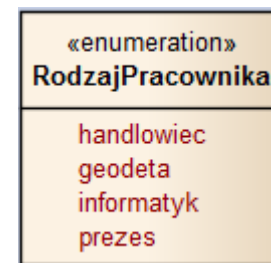 «enumeration»
RodzajPracownika
handlowiec
geodeta
informatyk
prezes